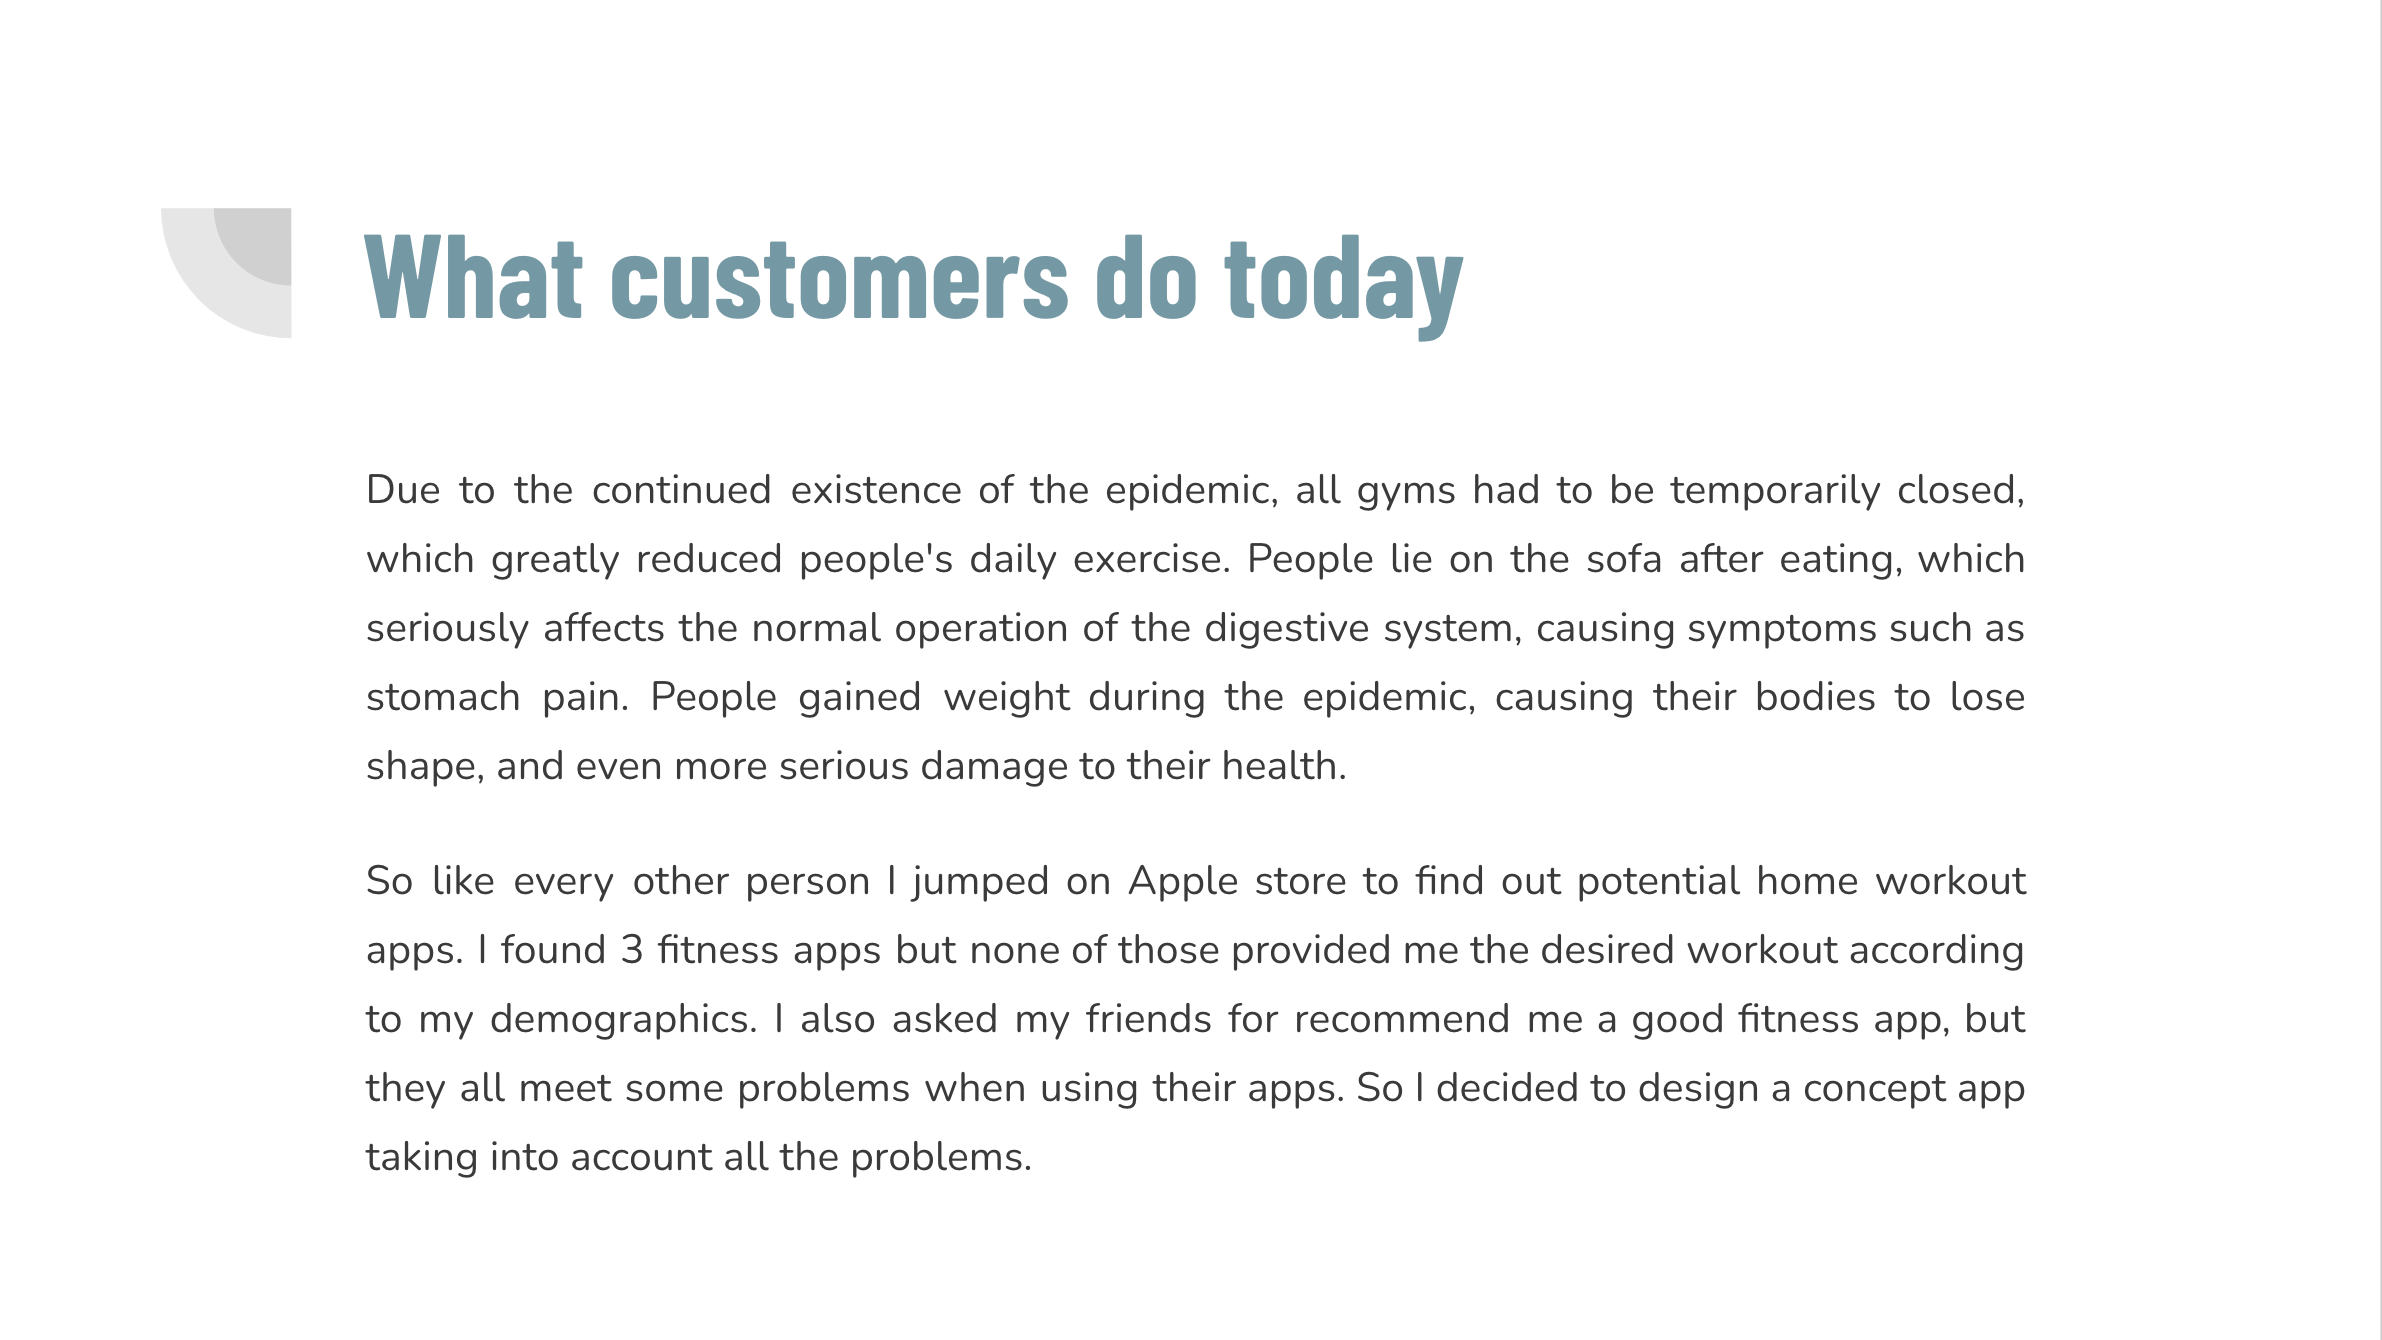 What customers do today
Due to the continued existence of the epidemic, all gyms had to be temporarily closed,
which greatly reduced people's daily exercise. People lie on the sofa after eating, which
seriously affects the normal operation of the digestive system, causing symptoms such as
stomach pain. People gained weight during the epidemic, causing their bodies to lose
shape, and even more serious damage to their health.
So like every other person I jumped on Apple store to find out potential home workout
apps. I found 3 fitness apps but none of those provided me the desired workout according
to my demographics. I also asked my friends for recommend me a good fitness app, but
they all meet some problems when using their apps. So I decided to design a concept app
taking into account all the problems.